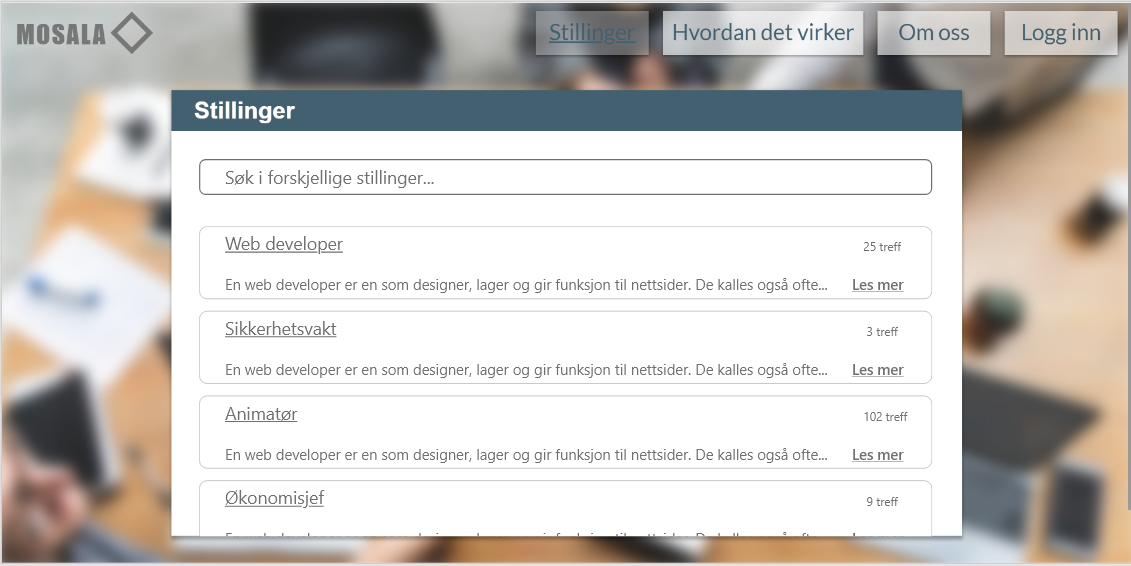 MOSALA
Stillinger Hvordan det virker Om oss Logg inn
Stillinger
Søk i forskjellige stillinger...
Web developer 25 treff
En web developer er en som designer, lager og gir funksjon til nettsider. De kalles også ofte... Les mer
Sikkerhetsvakt 3 treff
En web developer er en som designer, lager og gir funksjon til nettsider. De kalles også ofte... Les mer
Animatør 102 treff
En web developer er en som designer, lager og gir funksjon til nettsider. De kalles også ofte... Les mer
Økonomisjef 9 treff